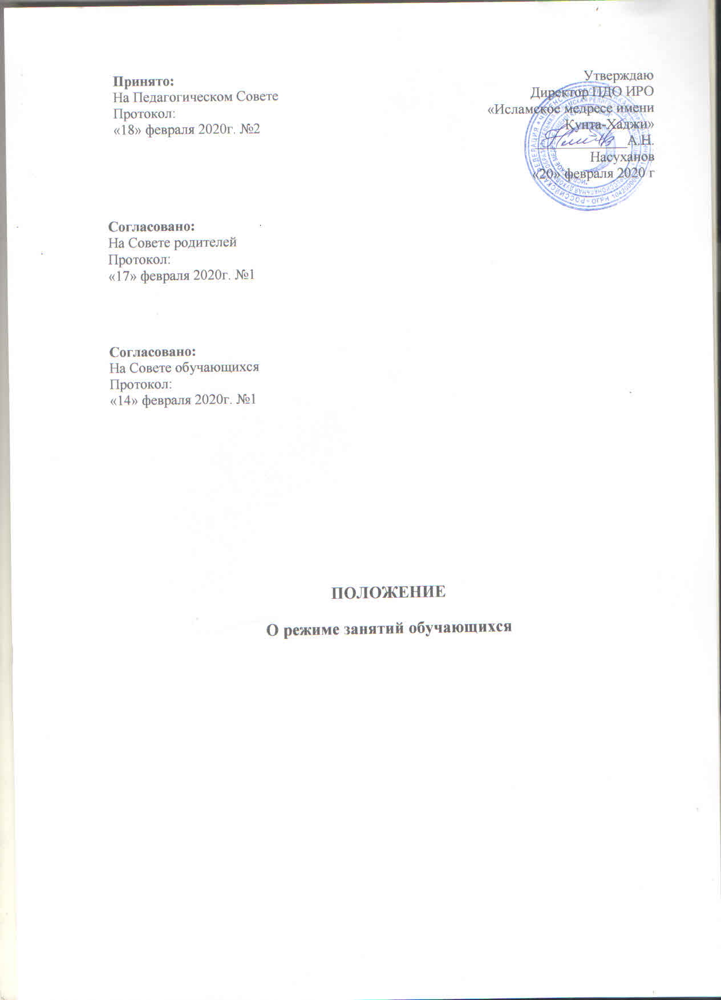 Принято:
На Педагогическом Совете
Протокол:
«18» февраля 2020г. №2
Утверждаю
Директор ПДО ИРО
«Исламское медресе имени
Кунта-Хаджи»
А.Н.
Насуханов
«20» февраля 2020 г
Согласовано:
На Совете родителей
Протокол:
«17» февраля 2020г. №1
Согласовано:
На Совете обучающихся
Протокол:
«14» февраля 2020г. №1
ПОЛОЖЕНИЕ
О режиме занятий обучающихся